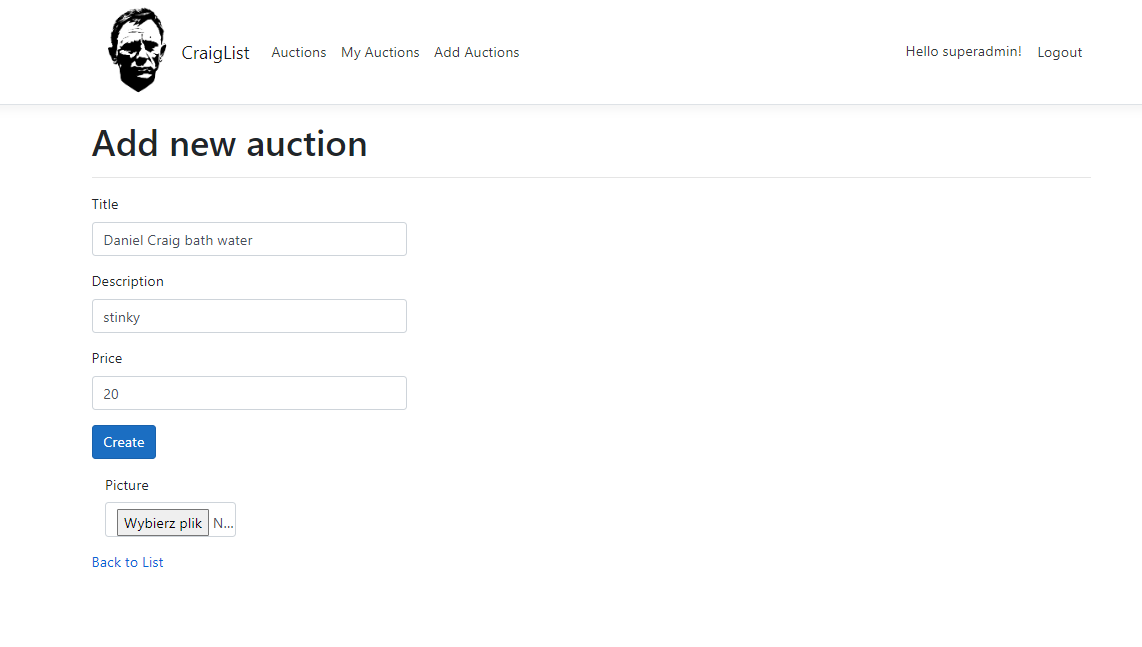 CraigList Auctions My Auctions Add Auctions Hello superadmin! Logout
Add new auction
Title
Daniel Craig bath water
Description
stinky
Price
20
Create
Picture
Wybierz plik N...
Back to List